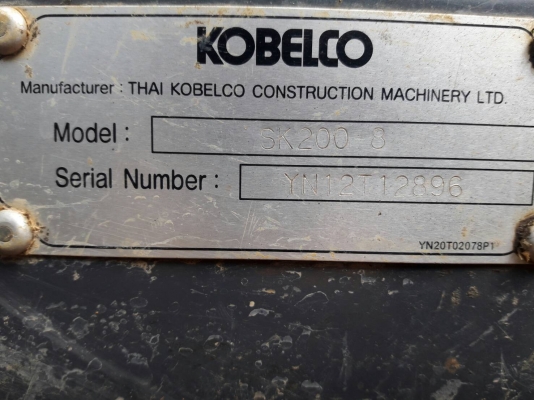 KOBELCO
Manufacturer : THAI KOBELCO CONSTRUCTION MACHINERY LTD.
Model : SK200-8
Serial Number : YN12T12896
YN20T02078P1